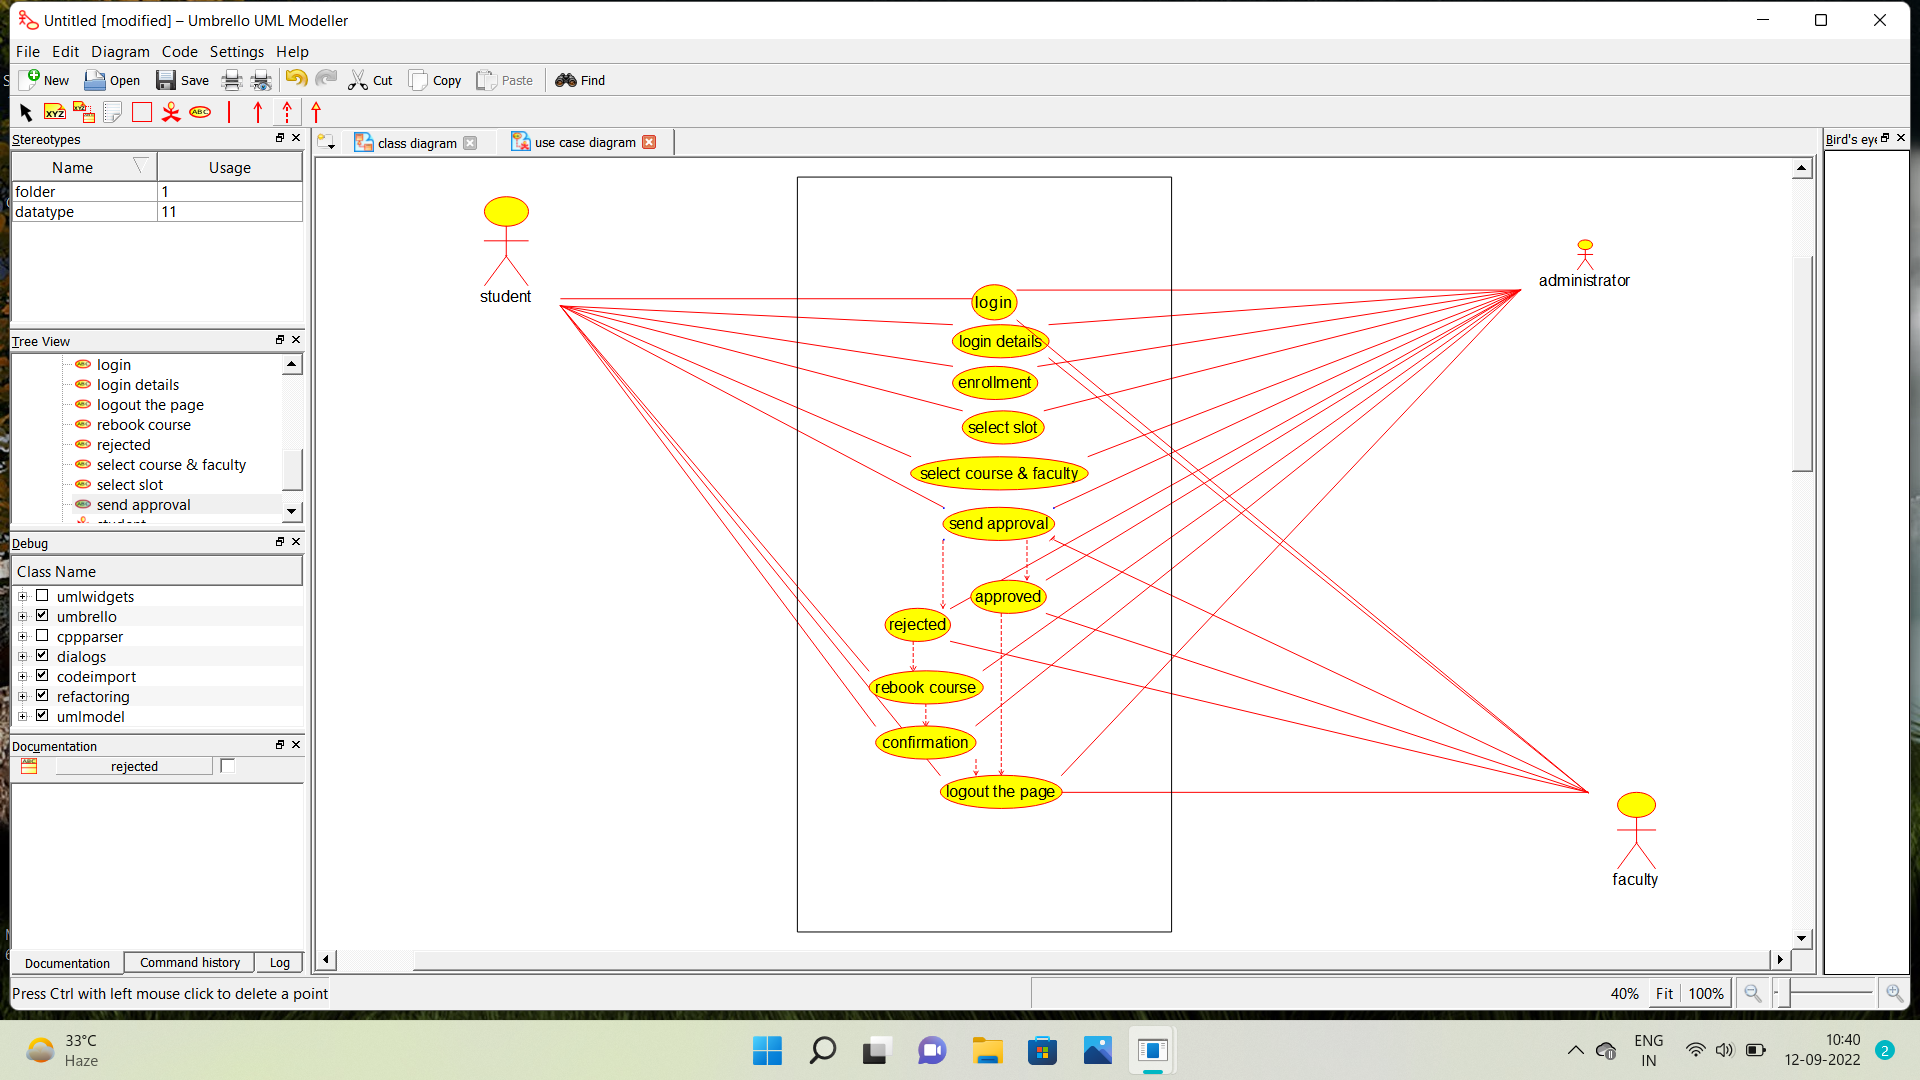 Untitled [modified] – Umbrello UML Modeller
File Edit Diagram Code Settings Help
New Open Save Cut Copy Paste Find
XYZ XYZ ABC
Stereotypes
Name Usage
folder 1
datatype 11
Tree View
login
login details
logout the page
rebook course
rejected
select course & faculty
select slot
send approval
Debug
Class Name
umlwidgets
umbrello
cppparser
dialogs
codeimport
refactoring
umlmodel
Documentation
rejected
Documentation Command history Log
Press Ctrl with left mouse click to delete a point
class diagram use case diagram
student
administrator
login
login details
enrollment
select slot
select course & faculty
send approval
approved
rejected
rebook course
confirmation
logout the page
faculty
Bird's eye
40% Fit 100%
33°C
Haze
ENG
IN
10:40
12-09-2022
2